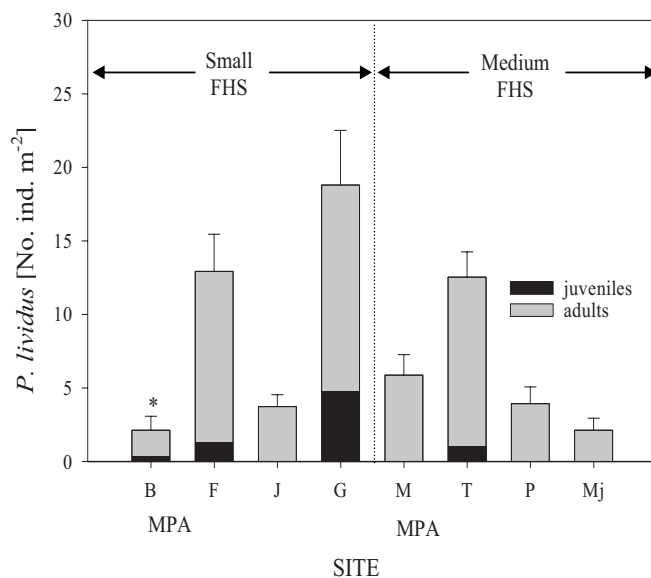 30
25
20
15
10
5
0
P. lividus [No. ind. m⁻²]
Small
FHS
Medium
FHS
juveniles
adults
*
B F J G M T P Mj
MPA MPA
SITE